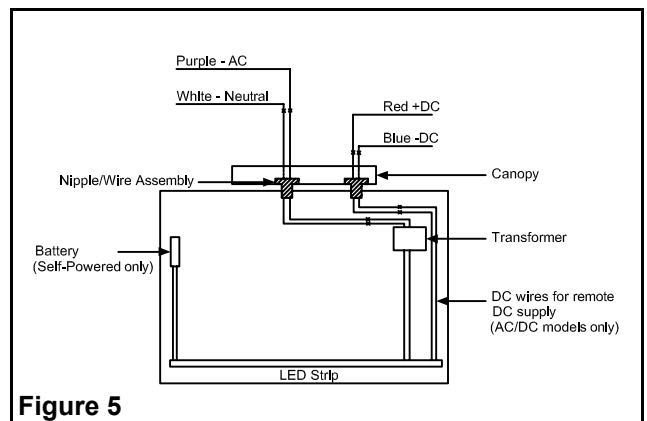 Purple - AC
White - Neutral
Red +DC
Blue -DC
Nipple/Wire Assembly
Canopy
Battery
(Self-Powered only)
Transformer
DC wires for remote
DC supply
(AC/DC models only)
LED Strip
Figure 5